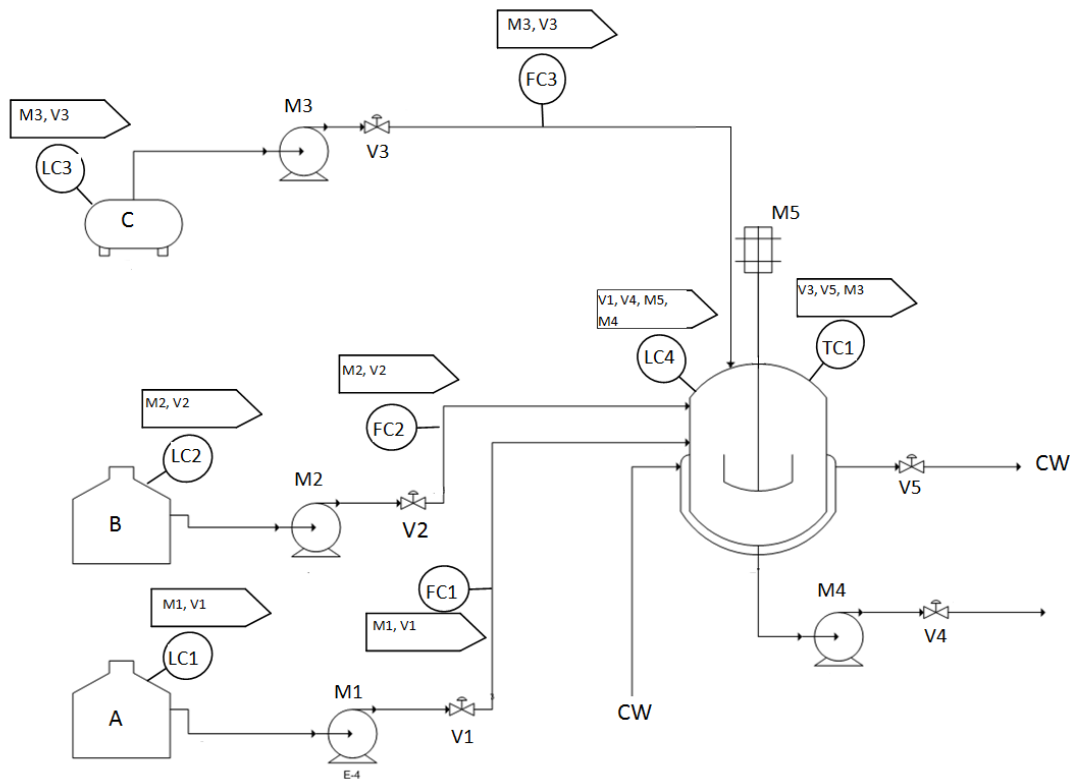 M3, V3
FC3
M3, V3
M3
LC3
V3
C
M5
V1, V4, M5,
M4
V3, V5, M3
LC4
TC1
M2, V2
M2, V2
FC2
LC2
M2
CW
V5
B
V2
FC1
M4
M1, V1
M1, V1
V4
LC1
M1
CW
A
V1
E-4